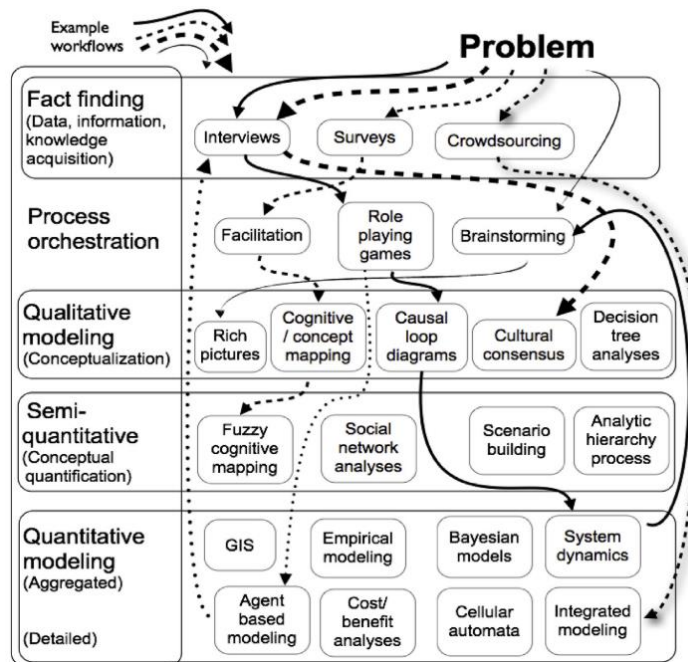 Example
workflows
Problem
Fact finding
(Data, information,
knowledge
acquisition)
Interviews
Surveys
Crowdsourcing
Process
orchestration
Facilitation
Role
playing
games
Brainstorming
Qualitative
modeling
(Conceptualization)
Rich
pictures
Cognitive
/ concept
mapping
Causal
loop
diagrams
Cultural
consensus
Decision
tree
analyses
Semi-
quantitative
(Conceptual
quantification)
Fuzzy
cognitive
mapping
Social
network
analyses
Scenario
building
Analytic
hierarchy
process
Quantitative
modeling
(Aggregated)
(Detailed)
GIS
Empirical
modeling
Bayesian
models
System
dynamics
Agent
based
modeling
Cost/
benefit
analyses
Cellular
automata
Integrated
modeling